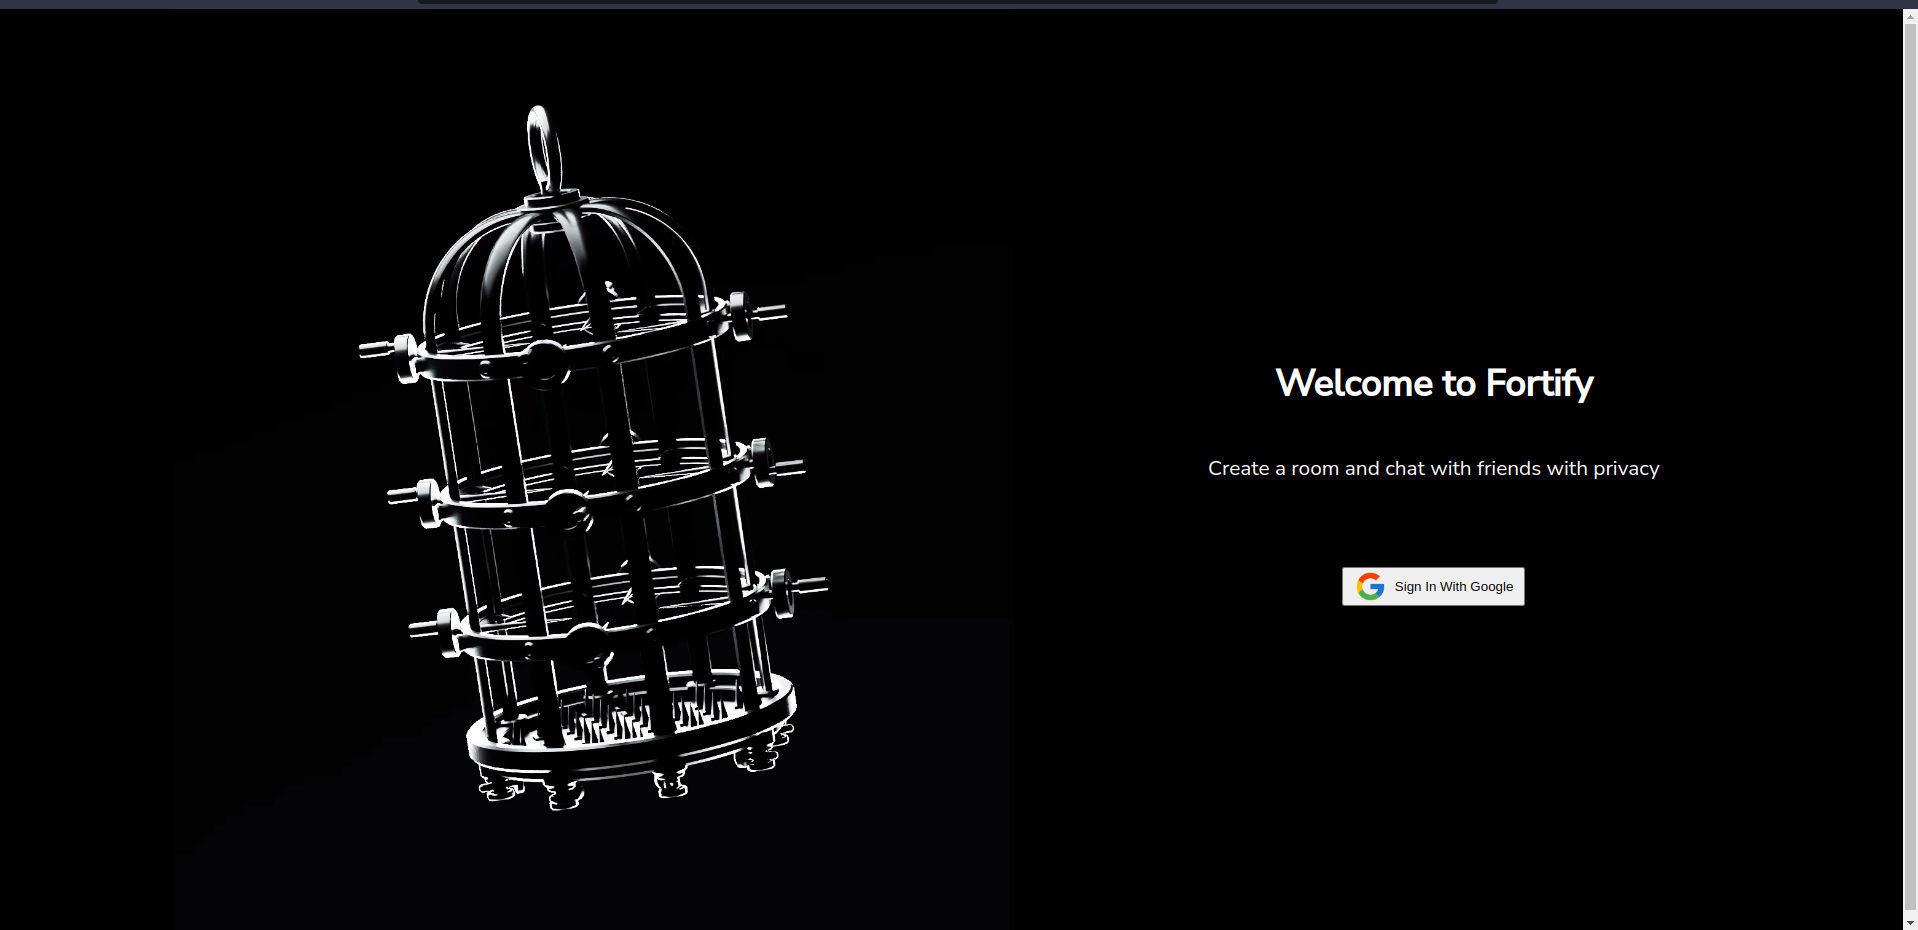 Welcome to Fortify
Create a room and chat with friends with privacy
Sign In With Google